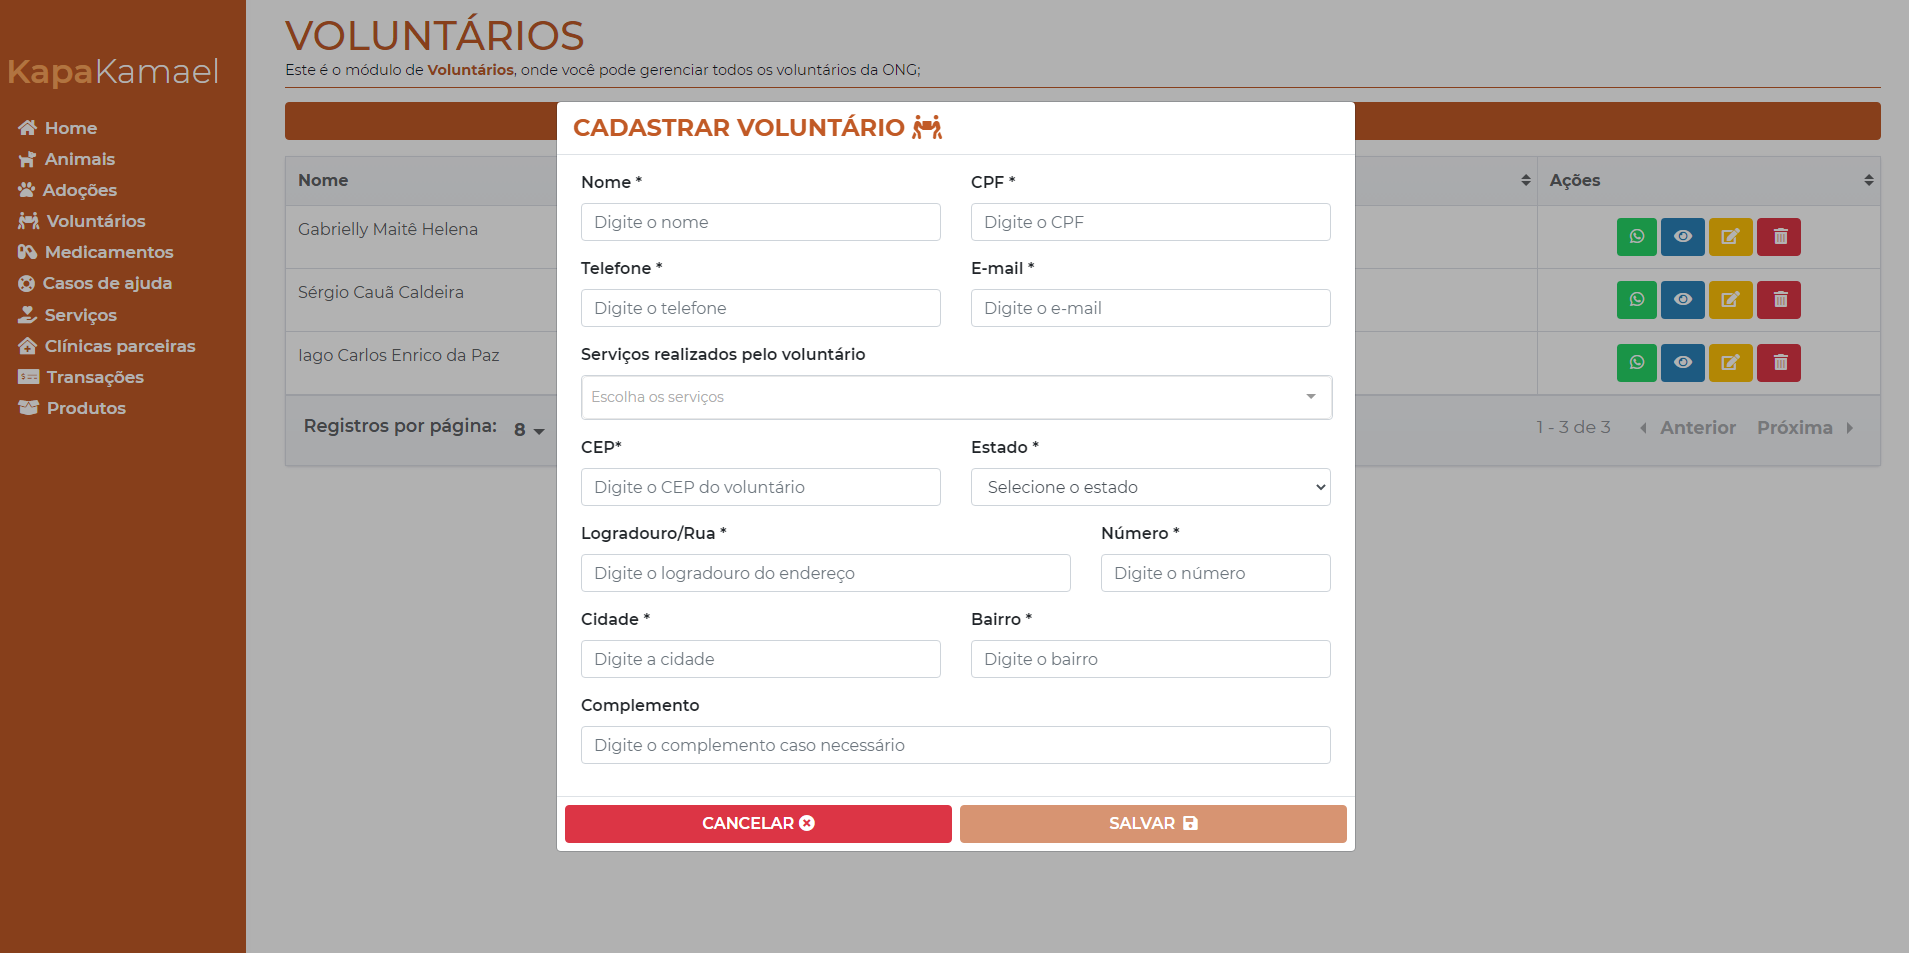 KapaKamael
Home
Animais
Adoções
Voluntários
Medicamentos
Casos de ajuda
Serviços
Clínicas parceiras
Transações
Produtos
VOLUNTÁRIOS
Este é o módulo de Voluntários, onde você pode gerenciar todos os voluntários da ONG;
Nome
Ações
Gabrielly Maitê Helena
Sérgio Cauã Caldeira
Iago Carlos Enrico da Paz
Registros por página: 8
1 - 3 de 3 Anterior Próxima
CADASTRAR VOLUNTÁRIO
Nome * CPF *
Digite o nome Digite o CPF
Telefone * E-mail *
Digite o telefone Digite o e-mail
Serviços realizados pelo voluntário
Escolha os serviços
CEP* Estado *
Digite o CEP do voluntário Selecione o estado
Logradouro/Rua * Número *
Digite o logradouro do endereço Digite o número
Cidade * Bairro *
Digite a cidade Digite o bairro
Complemento
Digite o complemento caso necessário
CANCELAR SALVAR